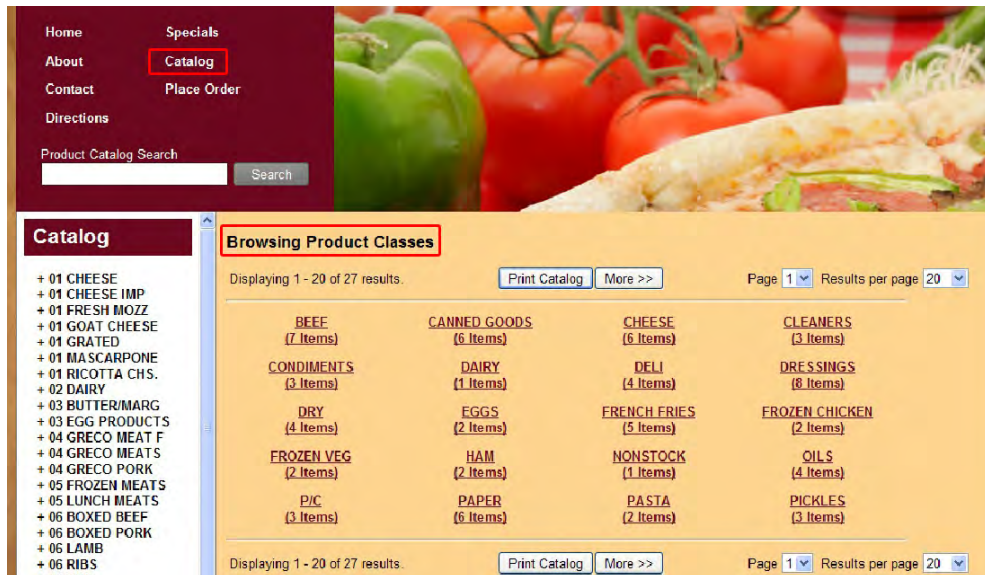 Home Specials
About Catalog
Contact Place Order
Directions
Product Catalog Search
Search
Catalog
+ 01 CHEESE
+ 01 CHEESE IMP
+ 01 FRESH MOZZ
+ 01 GOAT CHEESE
+ 01 GRATED
+ 01 MASCARPONE
+ 01 RICOTTA CHS.
+ 02 DAIRY
+ 03 BUTTER/MARG
+ 03 EGG PRODUCTS
+ 04 GRECO MEAT F
+ 04 GRECO MEATS
+ 04 GRECO PORK
+ 05 FROZEN MEATS
+ 05 LUNCH MEATS
+ 06 BOXED BEEF
+ 06 BOXED PORK
+ 06 LAMB
+ 06 RIBS
Browsing Product Classes
Displaying 1 - 20 of 27 results. Print Catalog More >> Page 1 Results per page 20
BEEF CANNED GOODS CHEESE CLEANERS
(7 Items) (6 Items) (6 Items) (3 Items)
CONDIMENTS DAIRY DELI DRESSINGS
(3 Items) (1 Items) (4 Items) (8 Items)
DRY EGGS FRENCH FRIES FROZEN CHICKEN
(4 Items) (2 Items) (5 Items) (2 Items)
FROZEN VEG HAM NONSTOCK OILS
(2 Items) (2 Items) (1 Items) (4 Items)
P/C PAPER PASTA PICKLES
(3 Items) (6 Items) (2 Items) (3 Items)
Displaying 1 - 20 of 27 results. Print Catalog More >> Page 1 Results per page 20